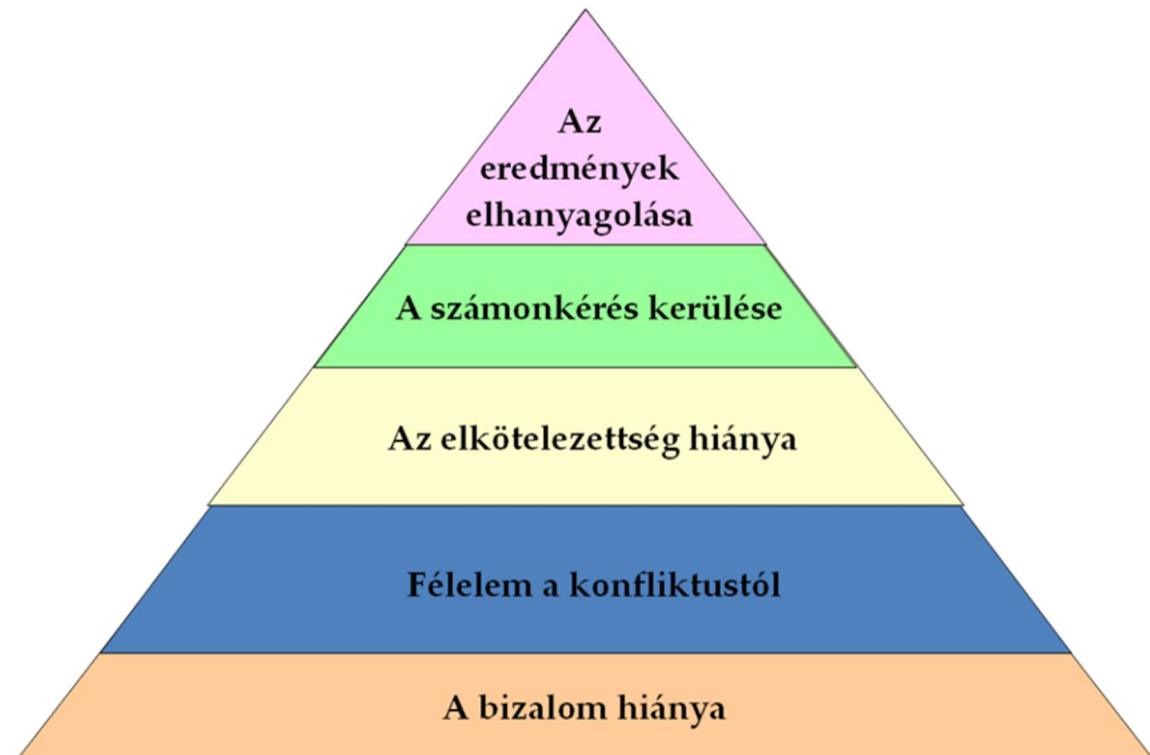 Az
eredmények
elhanyagolása
A számonkérés kerülése
Az elkötelezettség hiánya
Félelem a konfliktustól
A bizalom hiánya